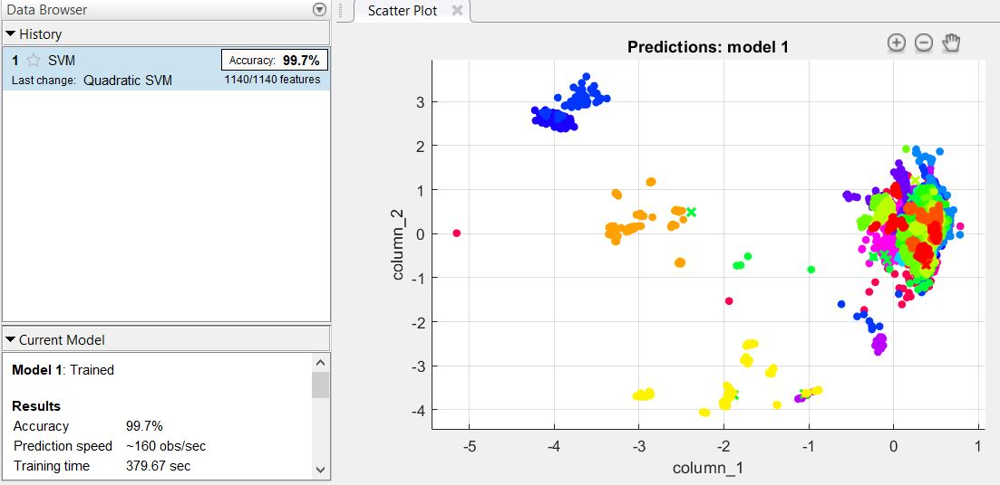 Data Browser
History
1 SVM Accuracy: 99.7%
Last change: Quadratic SVM 1140/1140 features
Current Model
Model 1: Trained
Results
Accuracy 99.7%
Prediction speed ~160 obs/sec
Training time 379.67 sec
Scatter Plot
Predictions: model 1
column_2
3
2
1
0
-1
-2
-3
-4
-5 -4 -3 -2 -1 0 1
column_1